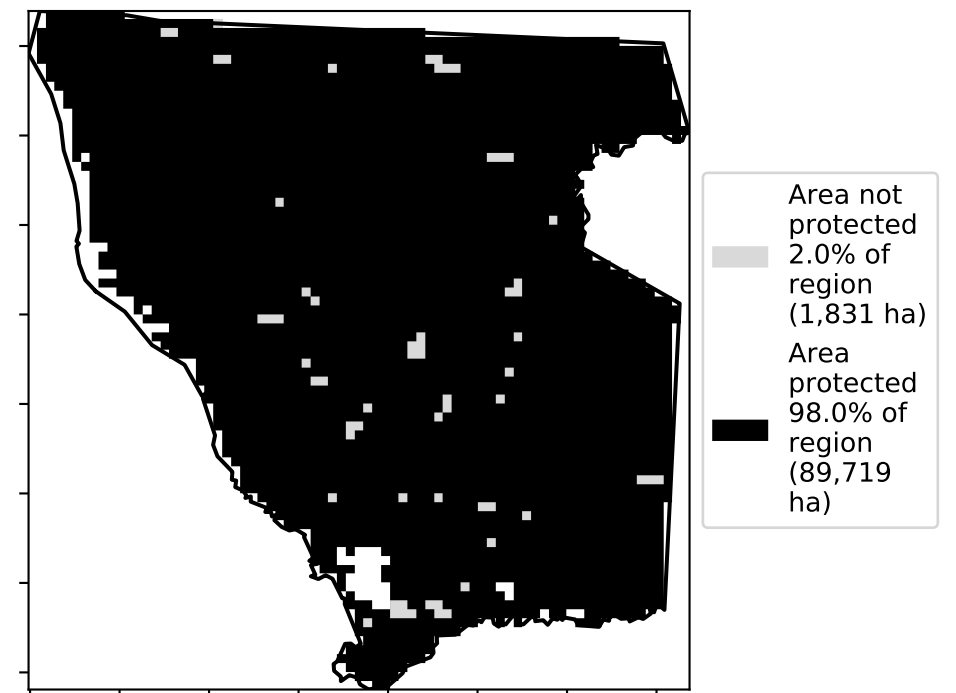 Area not
protected
2.0% of
region
(1,831 ha)
Area
protected
98.0% of
region
(89,719
ha)